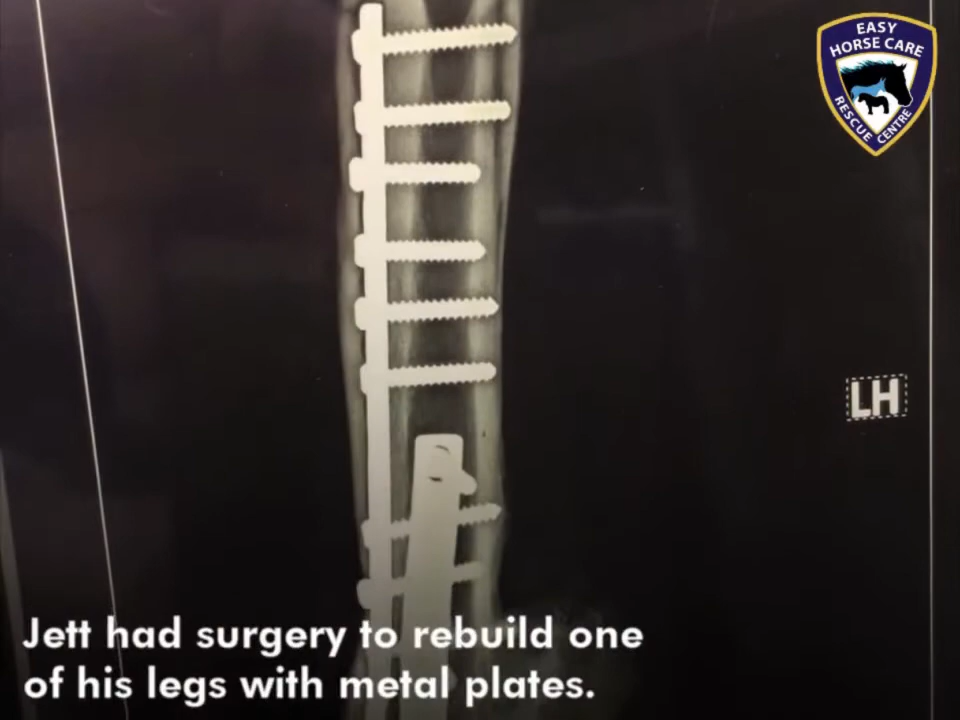 EASY
HORSE CARE
RESCUE CENTRE
LH
Jett had surgery to rebuild one
of his legs with metal plates.